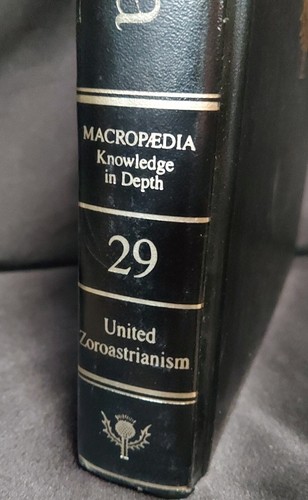 a
MACROPÆDIA
Knowledge
in Depth
29
United
Zoroastrianism